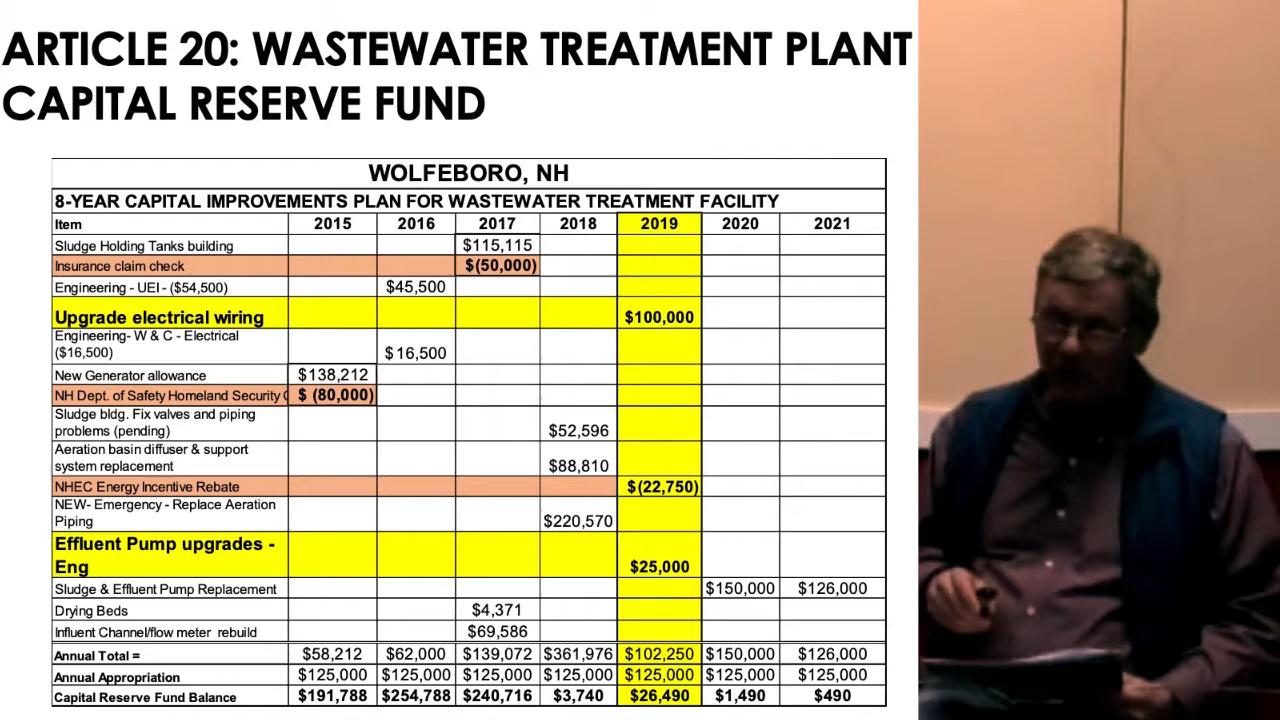 ARTICLE 20: WASTEWATER TREATMENT PLANT
CAPITAL RESERVE FUND
WOLFEBORO, NH
8-YEAR CAPITAL IMPROVEMENTS PLAN FOR WASTEWATER TREATMENT FACILITY
Item 2015 2016 2017 2018 2019 2020 2021
Sludge Holding Tanks building $115,115
Insurance claim check $(50,000)
Engineering - UEI - ($54,500) $45,500
Upgrade electrical wiring $100,000
Engineering- W & C - Electrical
($16,500) $16,500
New Generator allowance $138,212
NH Dept. of Safety Homeland Security $ (80,000)
Sludge bldg. Fix valves and piping
problems (pending) $52,596
Aeration basin diffuser & support
system replacement $88,810
NHEC Energy Incentive Rebate $(22,750)
NEW- Emergency - Replace Aeration
Piping $220,570
Effluent Pump upgrades -
Eng $25,000
Sludge & Effluent Pump Replacement $150,000 $126,000
Drying Beds $4,371
Influent Channel/flow meter rebuild $69,586
Annual Total = $58,212 $62,000 $139,072 $361,976 $102,250 $150,000 $126,000
Annual Appropriation $125,000 $125,000 $125,000 $125,000 $125,000 $125,000 $125,000
Capital Reserve Fund Balance $191,788 $254,788 $240,716 $3,740 $26,490 $1,490 $490